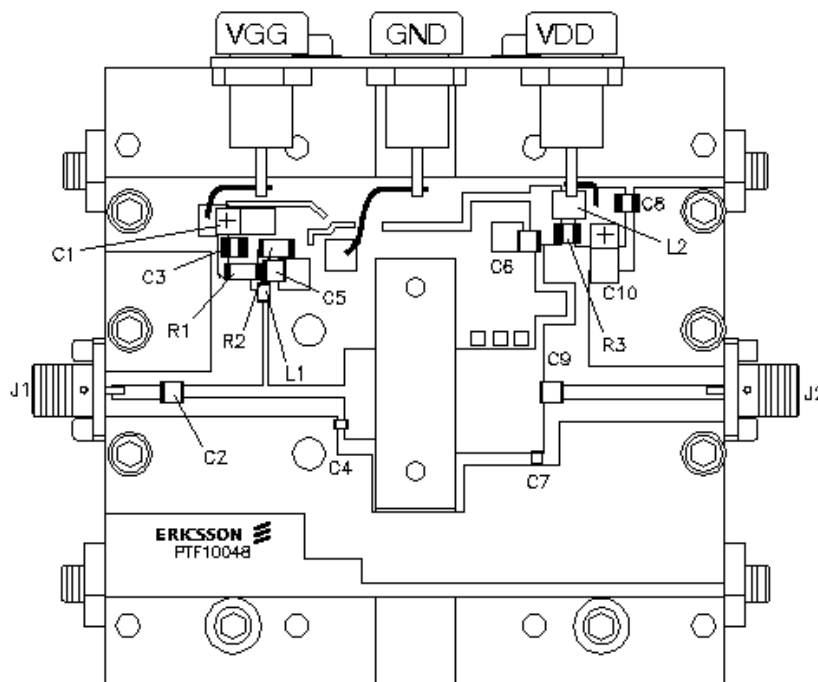 VGG GND VDD
C8
C1
L2
C3
C6
C5
C10
R1
R2
R3
L1
C9
J1
J2
C2
C4
C7
ERICSSON
PTF10048